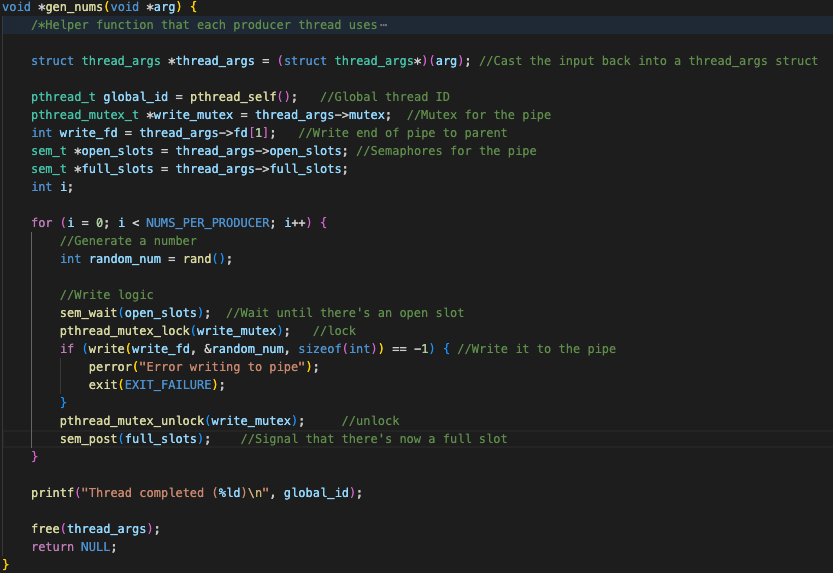 void *gen_nums(void *arg) {
/*Helper function that each producer thread uses⋯
struct thread_args *thread_args = (struct thread_args*)(arg); //Cast the input back into a thread_args struct
pthread_t global_id = pthread_self();   //Global thread ID
pthread_mutex_t *write_mutex = thread_args->mutex;  //Mutex for the pipe
int write_fd = thread_args->fd[1];   //Write end of pipe to parent
sem_t *open_slots = thread_args->open_slots; //Semaphores for the pipe
sem_t *full_slots = thread_args->full_slots;
int i;
for (i = 0; i < NUMS_PER_PRODUCER; i++) {
//Generate a number
int random_num = rand();
//Write logic
sem_wait(open_slots);  //Wait until there's an open slot
pthread_mutex_lock(write_mutex);   //lock
if (write(write_fd, &random_num, sizeof(int)) == -1) { //Write it to the pipe
perror("Error writing to pipe");
exit(EXIT_FAILURE);
}
pthread_mutex_unlock(write_mutex);     //unlock
sem_post(full_slots);    //Signal that there's now a full slot
}
printf("Thread completed (%ld)\n", global_id);
free(thread_args);
return NULL;
}